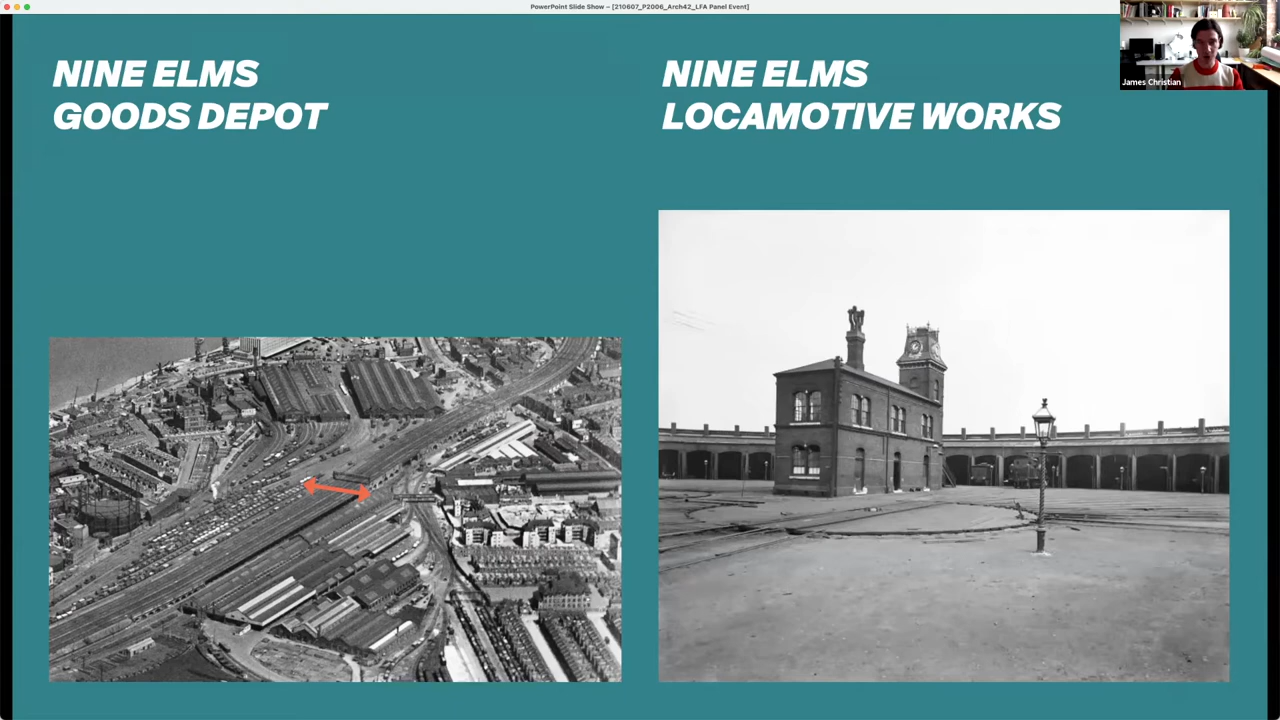 PowerPoint Slide Show – [210607_P2006_Arch42_LFA Panel Event]
NINE ELMS
GOODS DEPOT
NINE ELMS
LOCAMOTIVE WORKS
James Christian